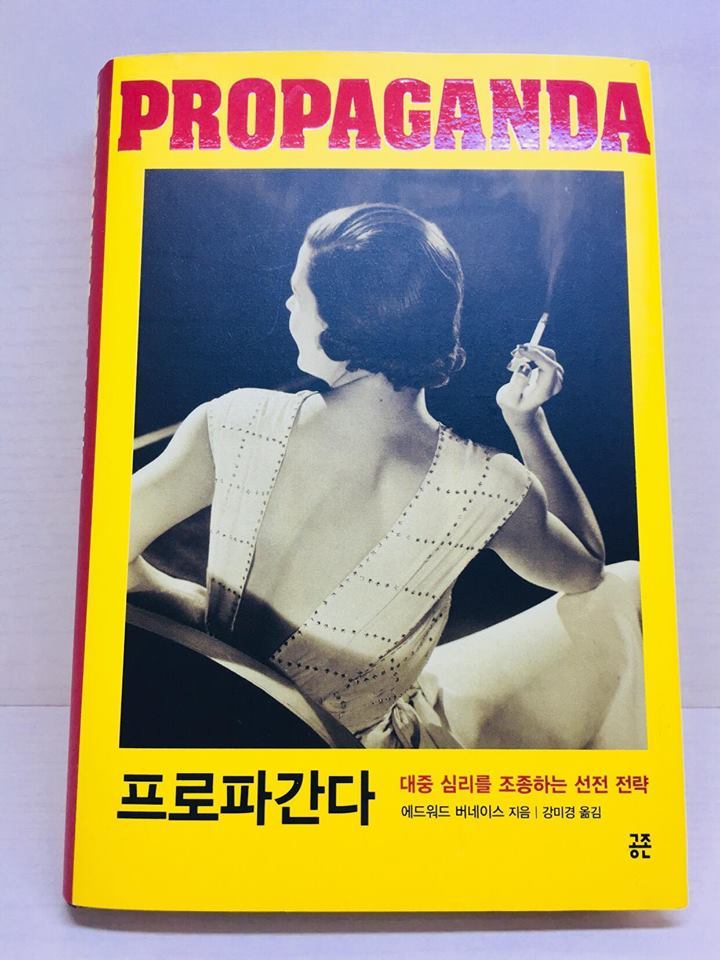 PROPAGANDA
프로파간다
대중 심리를 조종하는 선전 전략
에드워드 버네이스 지음 | 강미경 옮김
공존